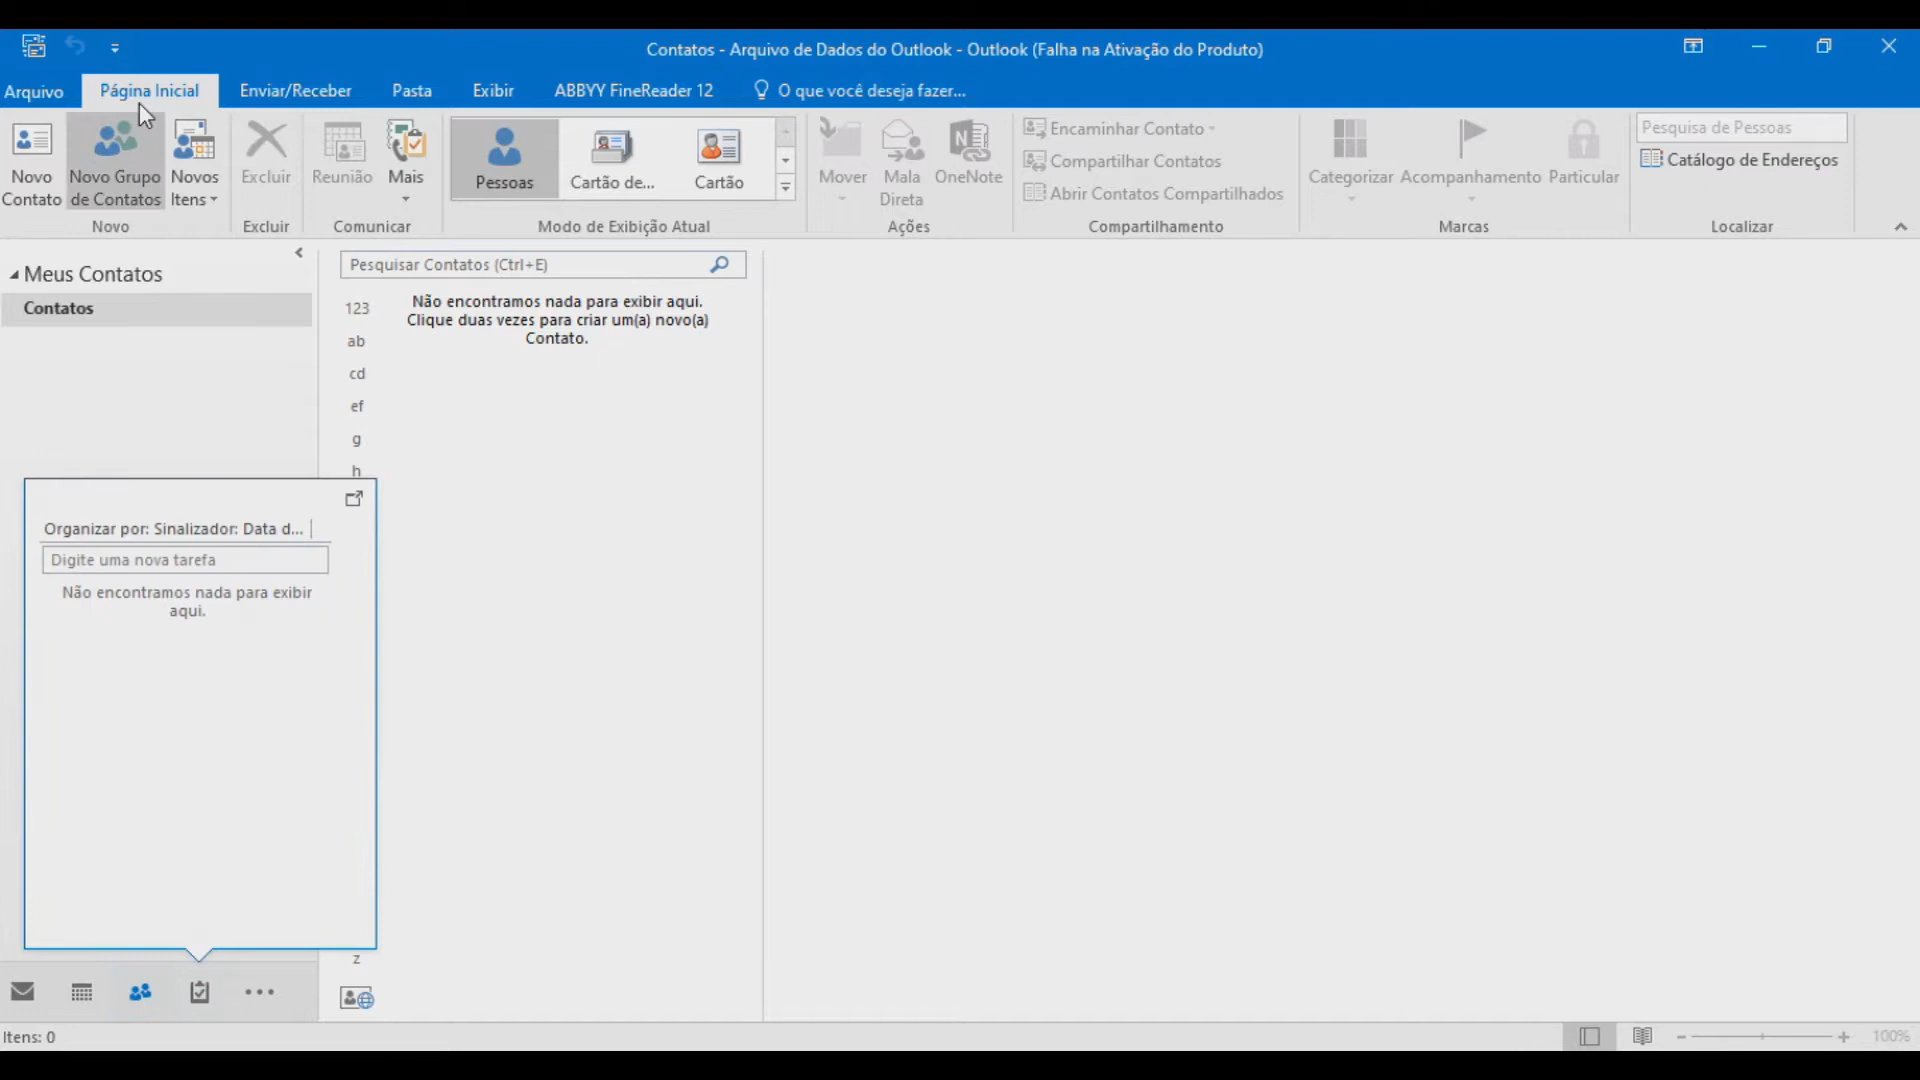 Contatos - Arquivo de Dados do Outlook - Outlook (Falha na Ativação do Produto)
Arquivo
Página Inicial
Enviar/Receber
Pasta
Exibir
ABBYY FineReader 12
O que você deseja fazer...
Novo
Contato
Novo Grupo
de Contatos
Novos
Itens
Novo
Excluir
Excluir
Reunião
Mais
Comunicar
Pessoas
Cartão de...
Cartão
Modo de Exibição Atual
Mover
Mala
Direta
OneNote
Ações
Encaminhar Contato
Compartilhar Contatos
Abrir Contatos Compartilhados
Compartilhamento
Categorizar
Acompanhamento
Particular
Marcas
Pesquisa de Pessoas
Catálogo de Endereços
Localizar
Meus Contatos
Contatos
Pesquisar Contatos (Ctrl+E)
Não encontramos nada para exibir aqui.
Clique duas vezes para criar um(a) novo(a)
Contato.
123
ab
cd
ef
g
h
z
Organizar por: Sinalizador: Data d...
Digite uma nova tarefa
Não encontramos nada para exibir
aqui.
Itens: 0
100%